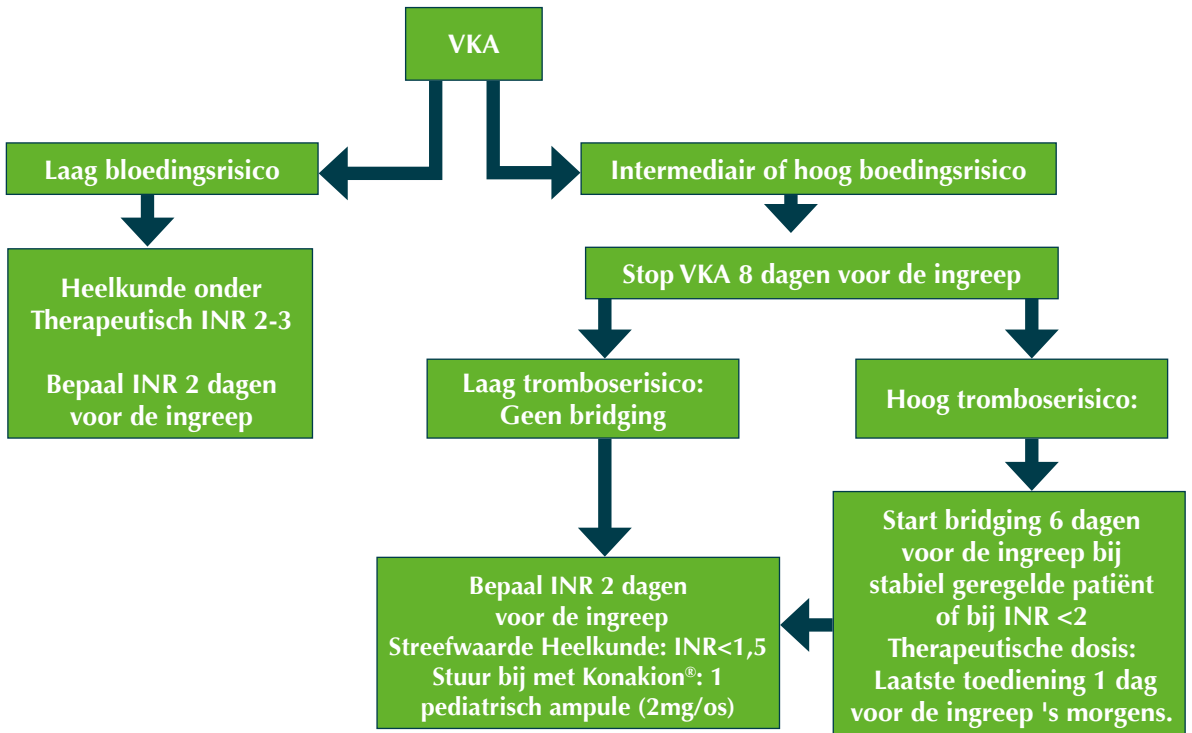 VKA
Laag bloedingsrisico
Intermediair of hoog boedingsrisico
Heelkunde onder
Therapeutisch INR 2-3
Bepaal INR 2 dagen
voor de ingreep
Stop VKA 8 dagen voor de ingreep
Laag tromboserisico:
Geen bridging
Hoog tromboserisico:
Bepaal INR 2 dagen
voor de ingreep
Streefwaarde Heelkunde: INR<1,5
Stuur bij met Konakion®: 1
pediatrisch ampule (2mg/os)
Start bridging 6 dagen
voor de ingreep bij
stabiel geregelde patiënt
of bij INR <2
Therapeutische dosis:
Laatste toediening 1 dag
voor de ingreep 's morgens.